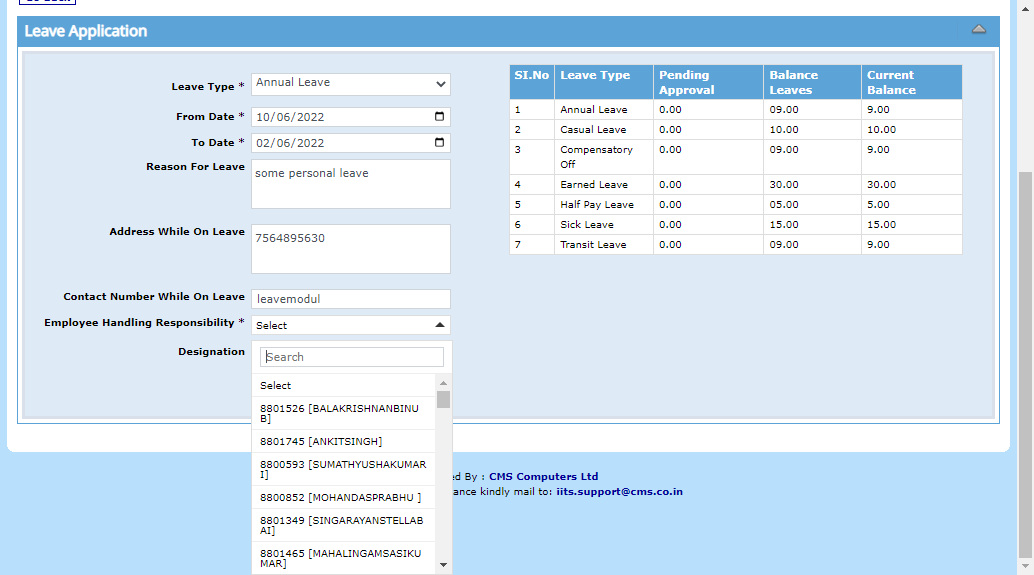 Leave Application
Leave Type * Annual Leave
From Date * 10/06/2022
To Date * 02/06/2022
Reason For Leave some personal leave
Address While On Leave 7564895630
Contact Number While On Leave leavemodul
Employee Handling Responsibility * Select
Designation
Search
Select
8801526 [BALAKRISHNANBINU
B]
8801745 [ANKITSINGH]
8800593 [SUMATHYUSHAKUMAR
I]
8800852 [MOHANDASPRABHU ]
8801349 [SINGARAYANSTELLAB
AI]
8801465 [MAHALINGAMSASIKU
MAR]
SI.No Leave Type Pending Balance Current
Approval Leaves Balance
1 Annual Leave 0.00 09.00 9.00
2 Casual Leave 0.00 10.00 10.00
3 Compensatory 0.00 09.00 9.00
Off
4 Earned Leave 0.00 30.00 30.00
5 Half Pay Leave 0.00 05.00 5.00
6 Sick Leave 0.00 15.00 15.00
7 Transit Leave 0.00 09.00 9.00
ed By : CMS Computers Ltd
ance kindly mail to: iits.support@cms.co.in